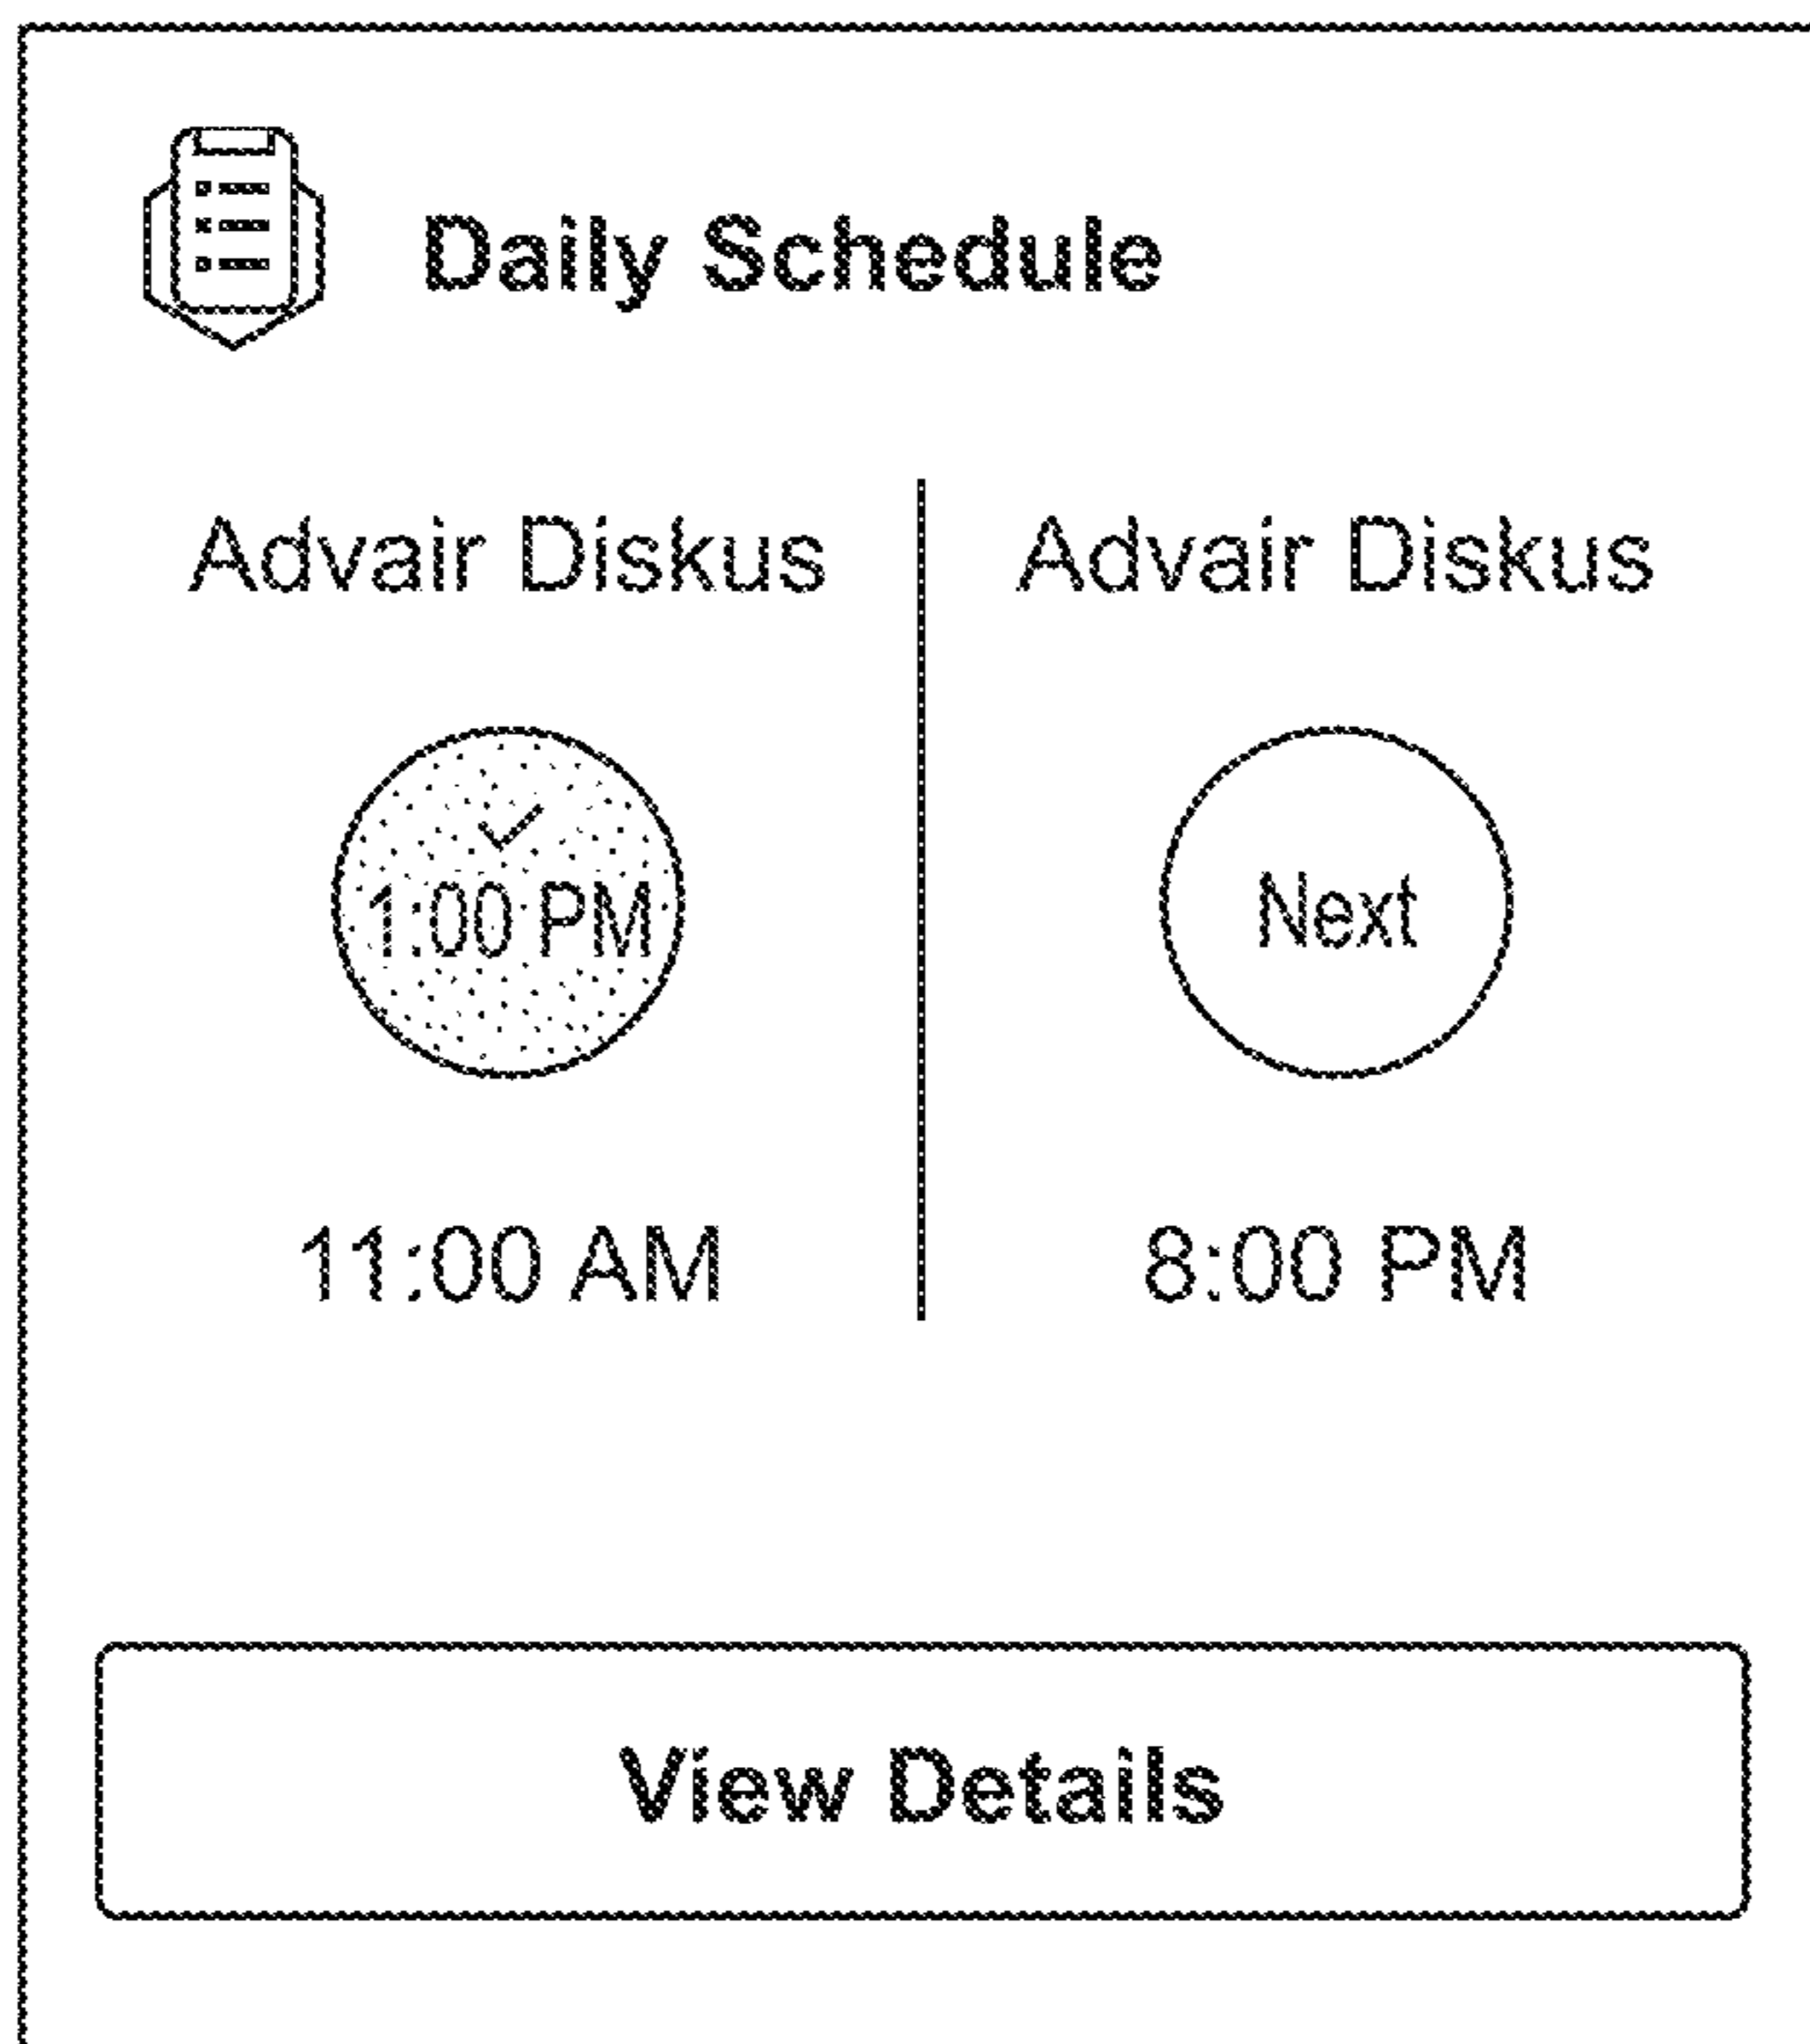 Daily Schedule
Advair Diskus
1:00 PM
11:00 AM
Advair Diskus
Next
8:00 PM
View Details